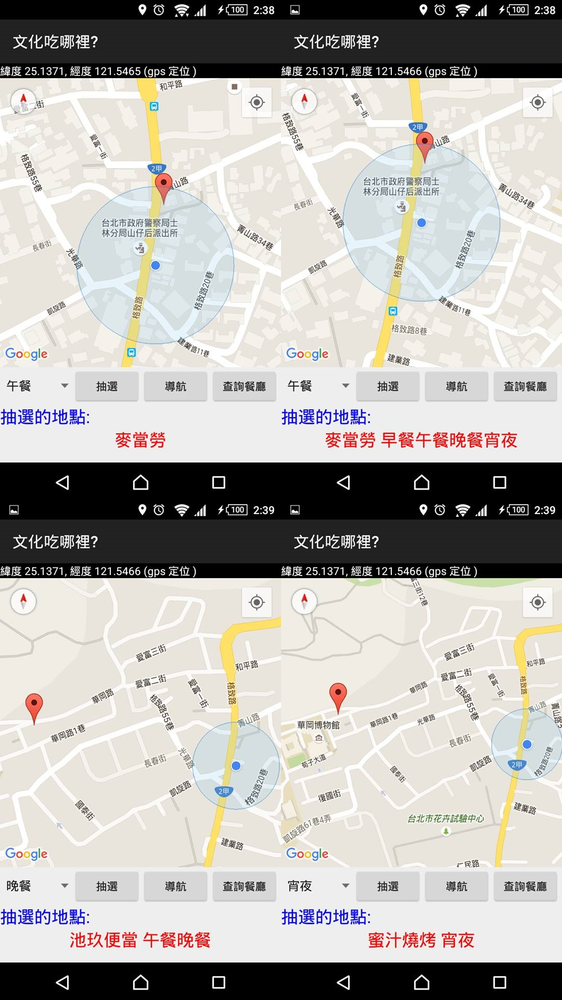 100 2:38
文化吃哪裡?
緯度 25.1371, 經度 121.5465 (gps 定位 )
和平路
愛富二街
愛富一街
格致路55巷
2甲
菁山路
台北市政府警察局士
林分局山仔后派出所
菁山路34巷
長春街
光華路
格致路20巷
凱旋路
格致路
建業路11巷
Google
午餐
抽選
導航
查詢餐廳
抽選的地點:
麥當勞
100 2:38
文化吃哪裡?
緯度 25.1371, 經度 121.5466 (gps 定位 )
愛富一街
格致路55巷
2甲
菁山路
台北市政府警察局士
林分局山仔后派出所
菁山路34巷
長春街
光華路
格致路20巷
凱旋路
格致路
建業路11巷
格致路8巷
建業路
Google
午餐
抽選
導航
查詢餐廳
抽選的地點:
麥當勞 早餐午餐晚餐宵夜
100 2:39
文化吃哪裡?
緯度 25.1371, 經度 121.5466 (gps 定位 )
愛富三街
和平路
愛富二街
愛富一街
格致路
華岡路
格致路55巷
菁山路
華岡路1巷
光華路
長春街
格致路20巷
凱旋路
2甲
國泰街
建業路
Google
晚餐
抽選
導航
查詢餐廳
抽選的地點:
池玖便當 午餐晚餐
100 2:39
文化吃哪裡?
緯度 25.1371, 經度 121.5466 (gps 定位 )
富三街12巷
愛富三街
和平路
愛富二街
愛富一街
格致路
華岡路
格致路55巷
菁山路
華岡博物館
華岡路1巷
光華路
長春街
荀子大道
凱旋路
2甲
格致路20巷
國泰街
復國街
建業路
台北市花卉試驗中心
凱旋路61巷4弄
仁民路
Google
宵夜
抽選
導航
查詢餐廳
抽選的地點:
蜜汁燒烤 宵夜